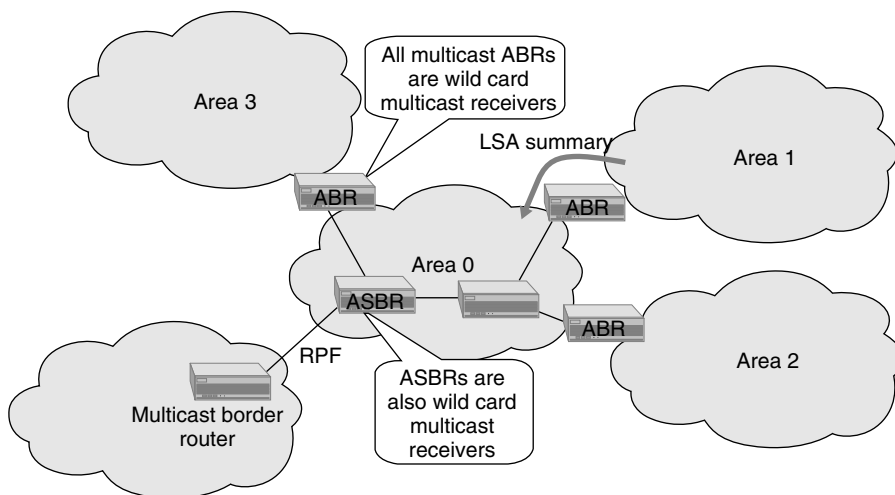 All multicast ABRs
are wild card
multicast receivers
Area 3
LSA summary
Area 1
ABR
ABR
Area 0
ASBR
ABR
RPF
Area 2
ASBRs are
also wild card
multicast
receivers
Multicast border
router